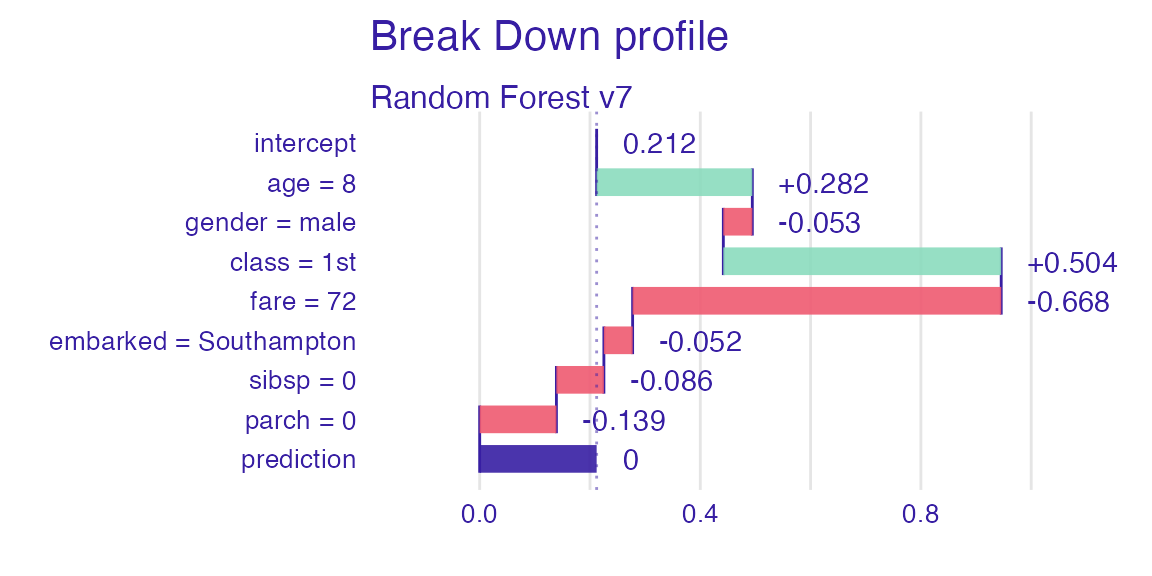 Break Down profile
Random Forest v7
intercept 0.212
age = 8 +0.282
gender = male -0.053
class = 1st +0.504
fare = 72 -0.668
embarked = Southampton -0.052
sibsp = 0 -0.086
parch = 0 -0.139
prediction 0
0.0 0.4 0.8